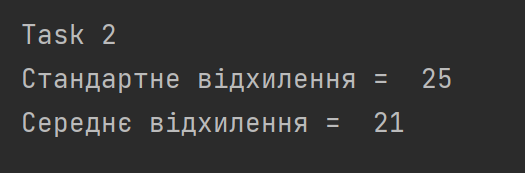 Task 2
Стандартне відхилення =  25
Середнє відхилення =  21